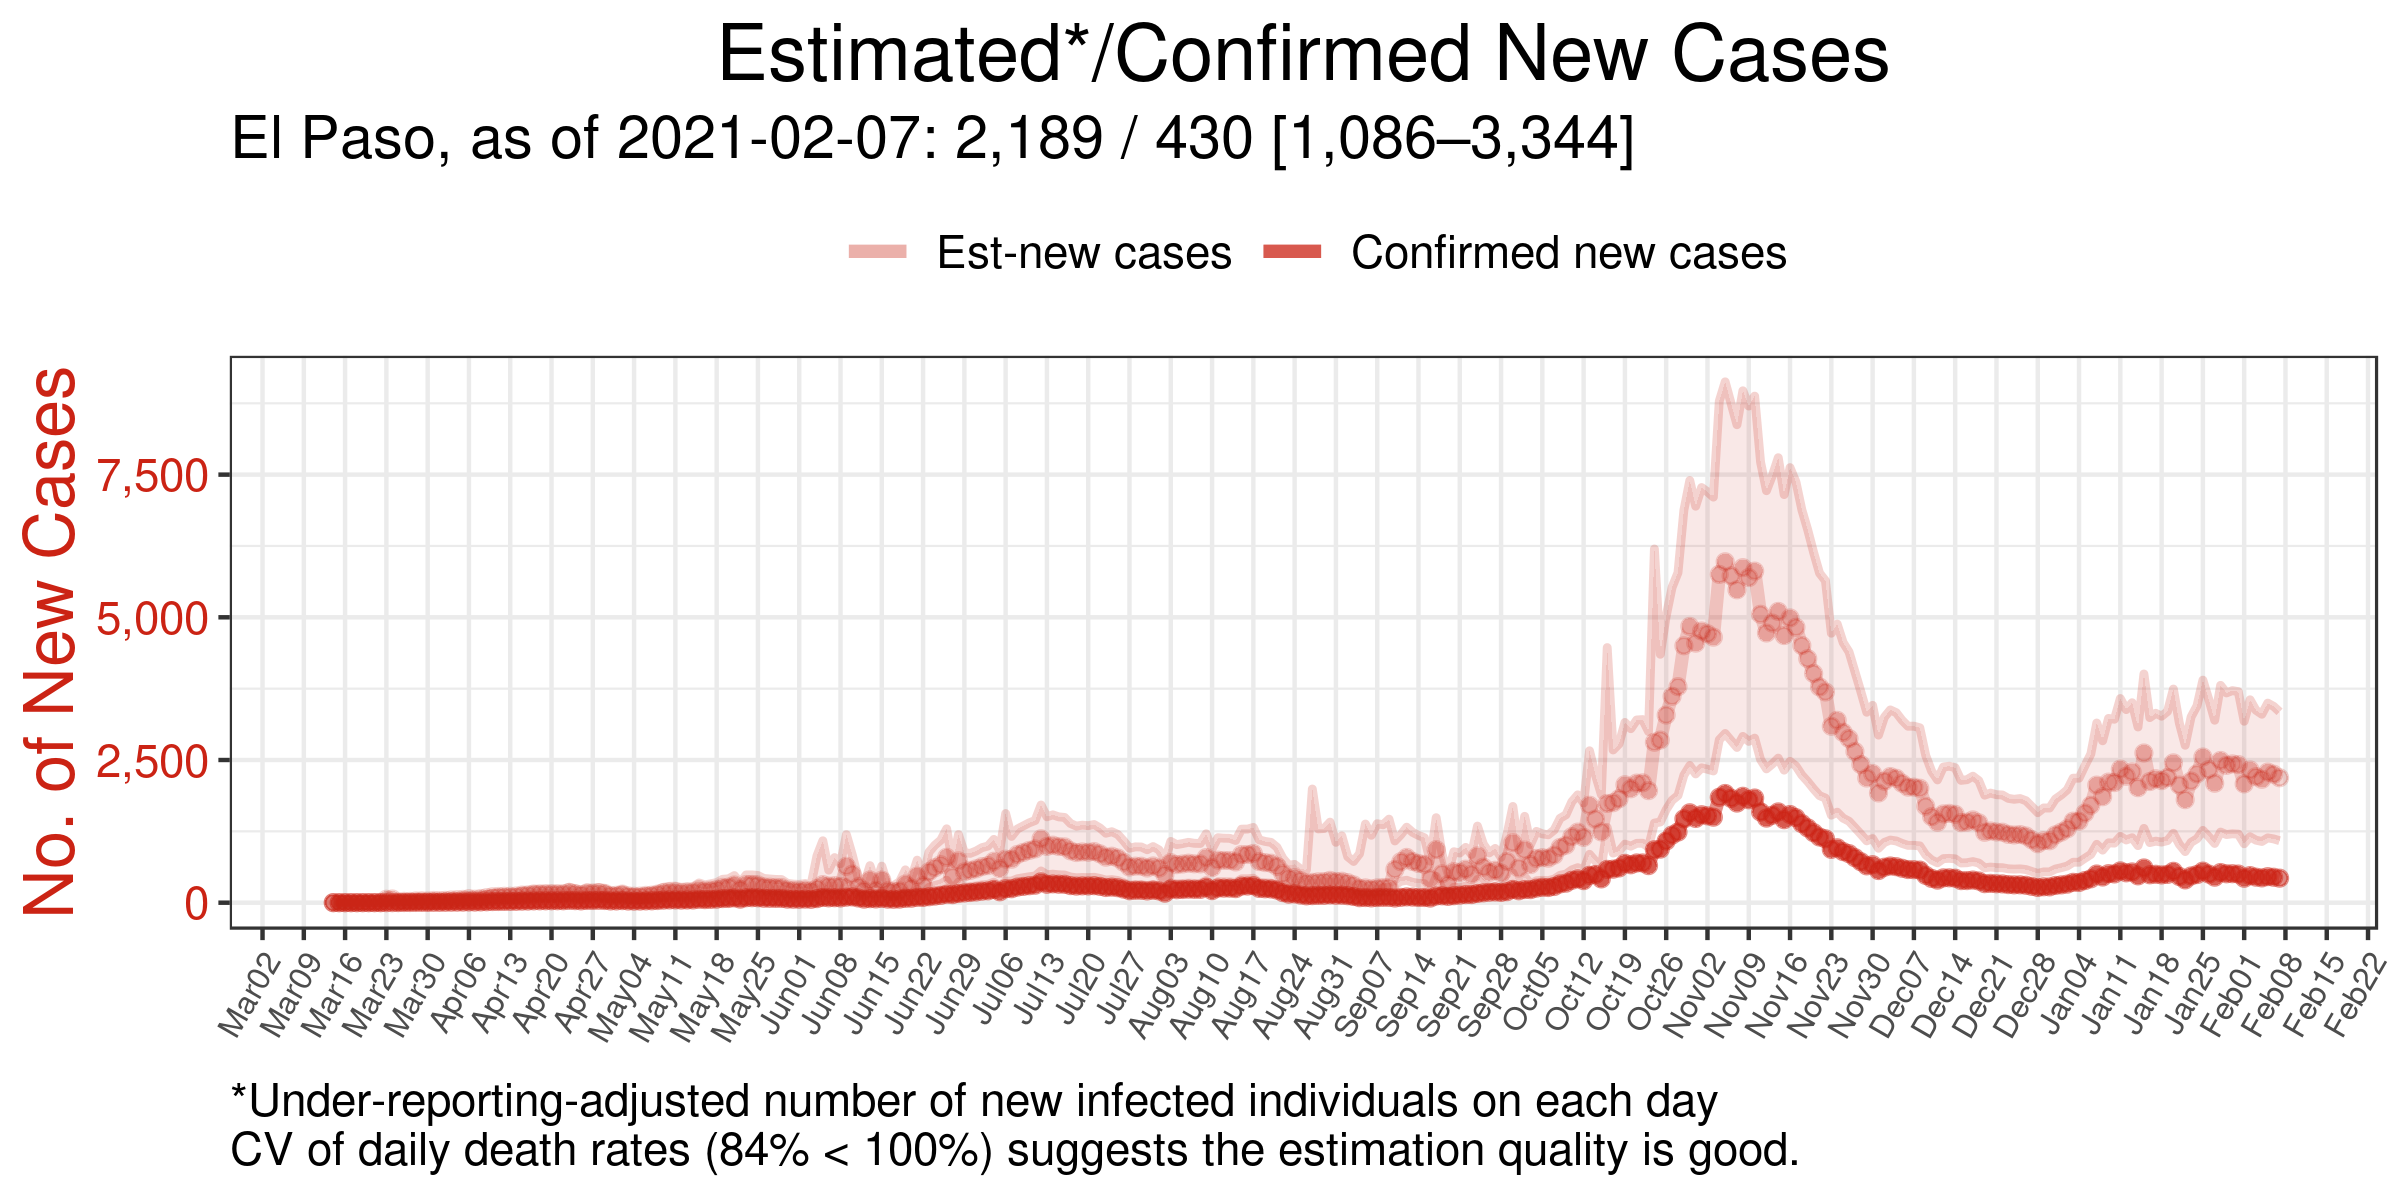 Estimated*/Confirmed New Cases
El Paso, as of 2021-02-07: 2,189 / 430 [1,086–3,344]
Est-new cases
Confirmed new cases
No. of New Cases
7,500
5,000
2,500
0
Mar02
Mar09
Mar16
Mar23
Mar30
Apr06
Apr13
Apr20
Apr27
May04
May11
May18
May25
Jun01
Jun08
Jun15
Jun22
Jun29
Jul06
Jul13
Jul20
Jul27
Aug03
Aug10
Aug17
Aug24
Aug31
Sep07
Sep14
Sep21
Sep28
Oct05
Oct12
Oct19
Oct26
Nov02
Nov09
Nov16
Nov23
Nov30
Dec07
Dec14
Dec21
Dec28
Jan04
Jan11
Jan18
Jan25
Feb01
Feb08
Feb15
Feb22
*Under-reporting-adjusted number of new infected individuals on each day
CV of daily death rates (84% < 100%) suggests the estimation quality is good.